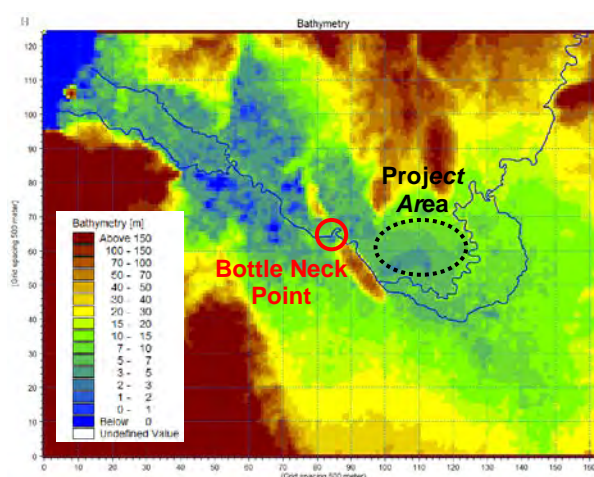 [-]
Bathymetry
120
110
100
90
80
70
60
50
40
30
20
10
0
(Grid spacing 500 meter)
Project
Area
Bottle Neck
Point
Bathymetry [m]
Above 150
100 - 150
70 - 100
50 - 70
40 - 50
30 - 40
20 - 30
15 - 20
10 - 15
7 - 10
5 - 7
3 - 5
2 - 3
1 - 2
0 - 1
Below 0
Undefined Value
0 10 20 30 40 50 60 70 80 90 100 110 120 130 140 150 160
(Grid spacing 500 meter)